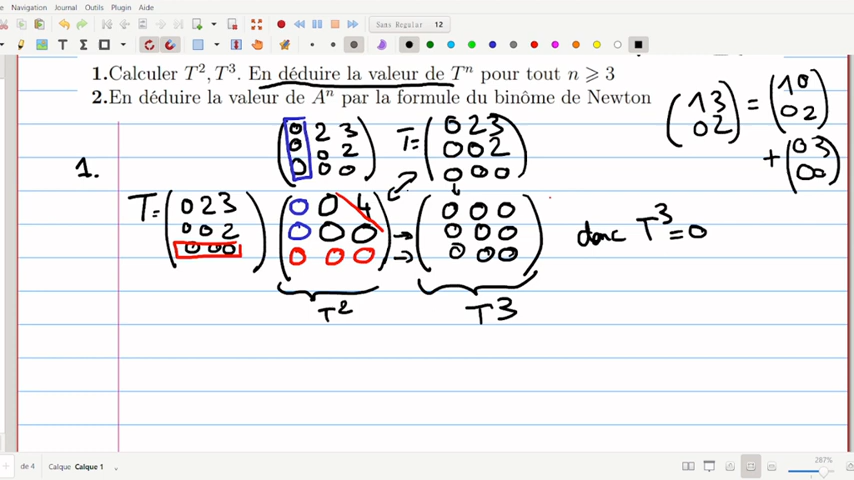 Navigation Journal Outils Plugin Aide
Sans Regular 12
1.Calculer T², T³. En déduire la valeur de Tⁿ pour tout n ⩾ 3
2.En déduire la valeur de Aⁿ par la formule du binôme de Newton
1 3 = 1 0
0 2 0 2
+ 0 3
0 0
1.
0 2 3 T= 0 2 3
0 0 2 0 0 2
0 0 0 0 0 0
T= 0 2 3 0 0 4 0 0 0
0 0 2 0 0 0 → 0 0 0 donc T³=0
0 0 0 0 0 0 → 0 0 0
T² T3
de 4 Calque Calque 1
287%